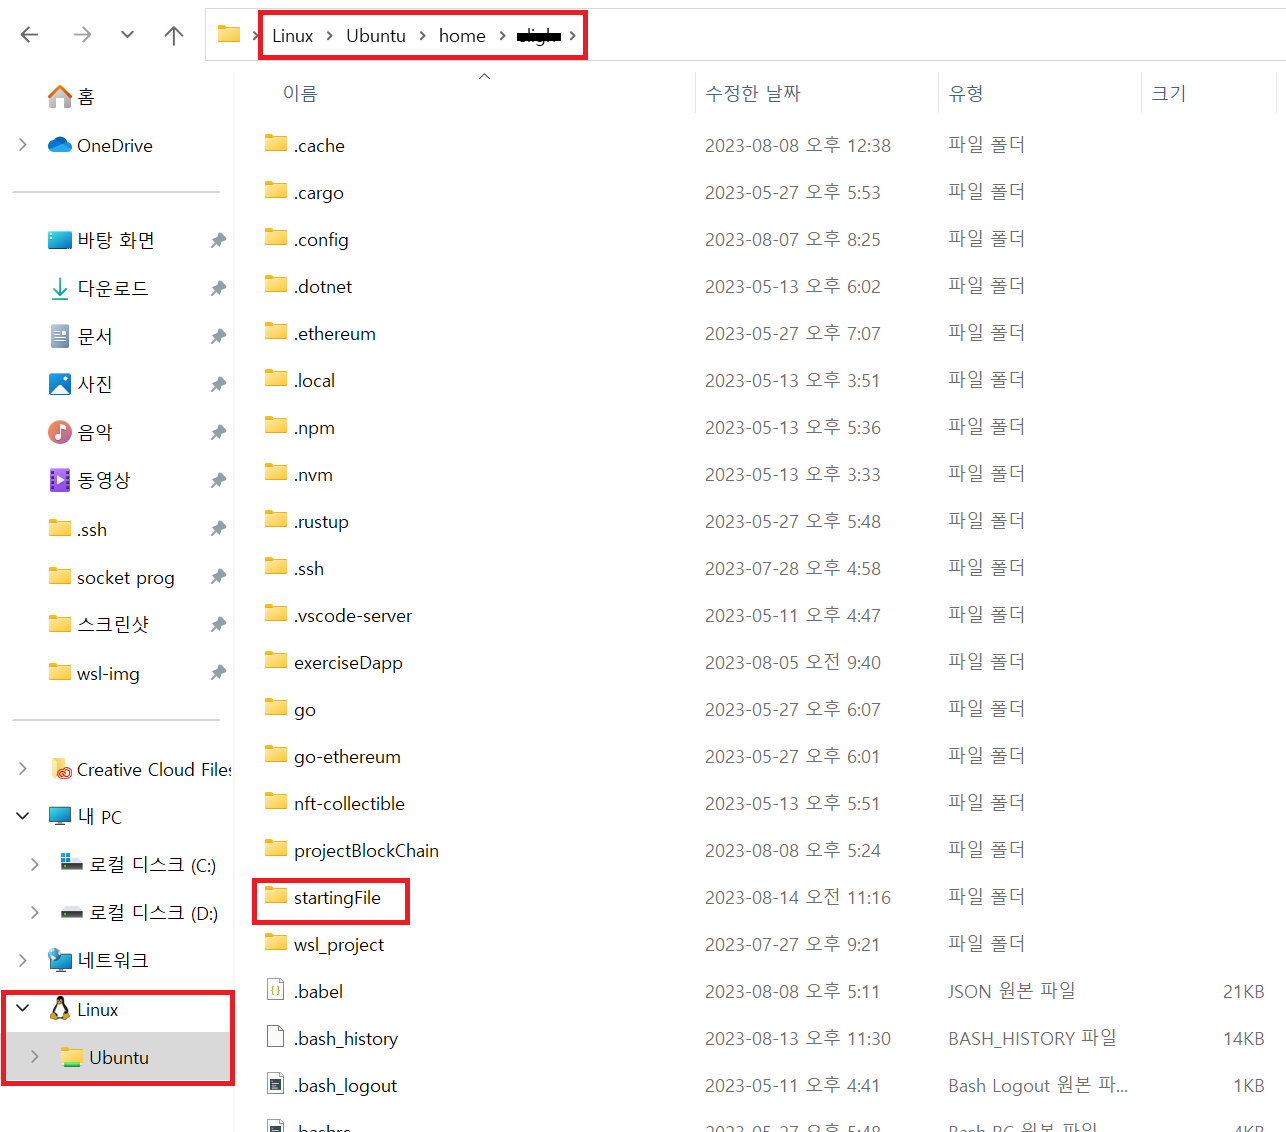 Linux > Ubuntu > home >
이름 수정한 날짜 유형 크기
홈
OneDrive
바탕 화면
다운로드
문서
사진
음악
동영상
.ssh
socket prog
스크린샷
wsl-img
Creative Cloud Files
내 PC
로컬 디스크 (C:)
로컬 디스크 (D:)
네트워크
Linux
Ubuntu
.cache 2023-08-08 오후 12:38 파일 폴더
.cargo 2023-05-27 오후 5:53 파일 폴더
.config 2023-08-07 오후 8:25 파일 폴더
.dotnet 2023-05-13 오후 6:02 파일 폴더
.ethereum 2023-05-27 오후 7:07 파일 폴더
.local 2023-05-13 오후 3:51 파일 폴더
.npm 2023-05-13 오후 5:36 파일 폴더
.nvm 2023-05-13 오후 3:33 파일 폴더
.rustup 2023-05-27 오후 5:48 파일 폴더
.ssh 2023-07-28 오후 4:58 파일 폴더
.vscode-server 2023-05-11 오후 4:47 파일 폴더
exerciseDapp 2023-08-05 오전 9:40 파일 폴더
go 2023-05-27 오후 6:07 파일 폴더
go-ethereum 2023-05-27 오후 6:01 파일 폴더
nft-collectible 2023-05-13 오후 5:51 파일 폴더
projectBlockChain 2023-08-08 오후 5:24 파일 폴더
startingFile 2023-08-14 오전 11:16 파일 폴더
wsl_project 2023-07-27 오후 9:21 파일 폴더
.babel 2023-08-08 오후 5:11 JSON 원본 파일 21KB
.bash_history 2023-08-13 오후 11:30 BASH_HISTORY 파일 14KB
.bash_logout 2023-05-11 오후 4:41 Bash Logout 원본 파... 1KB
.bashrc 2023-05-27 오후 5:48 Bash RC 원본 파일 4KB